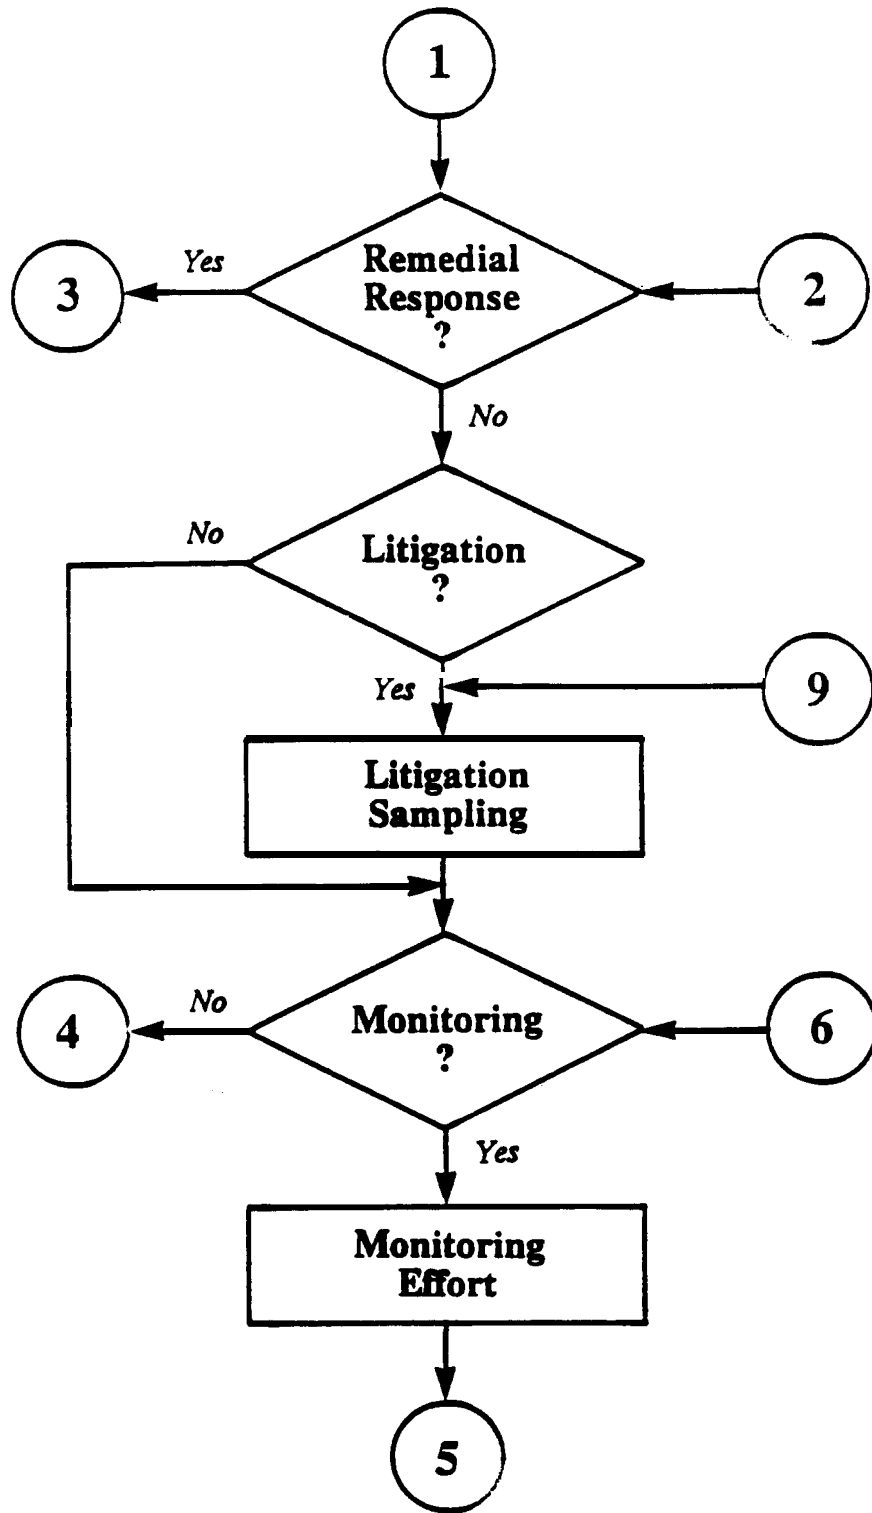 1
Yes
3
Remedial
Response
?
2
No
No
Litigation
?
Yes
9
Litigation
Sampling
No
4
Monitoring
?
6
Yes
Monitoring
Effort
5